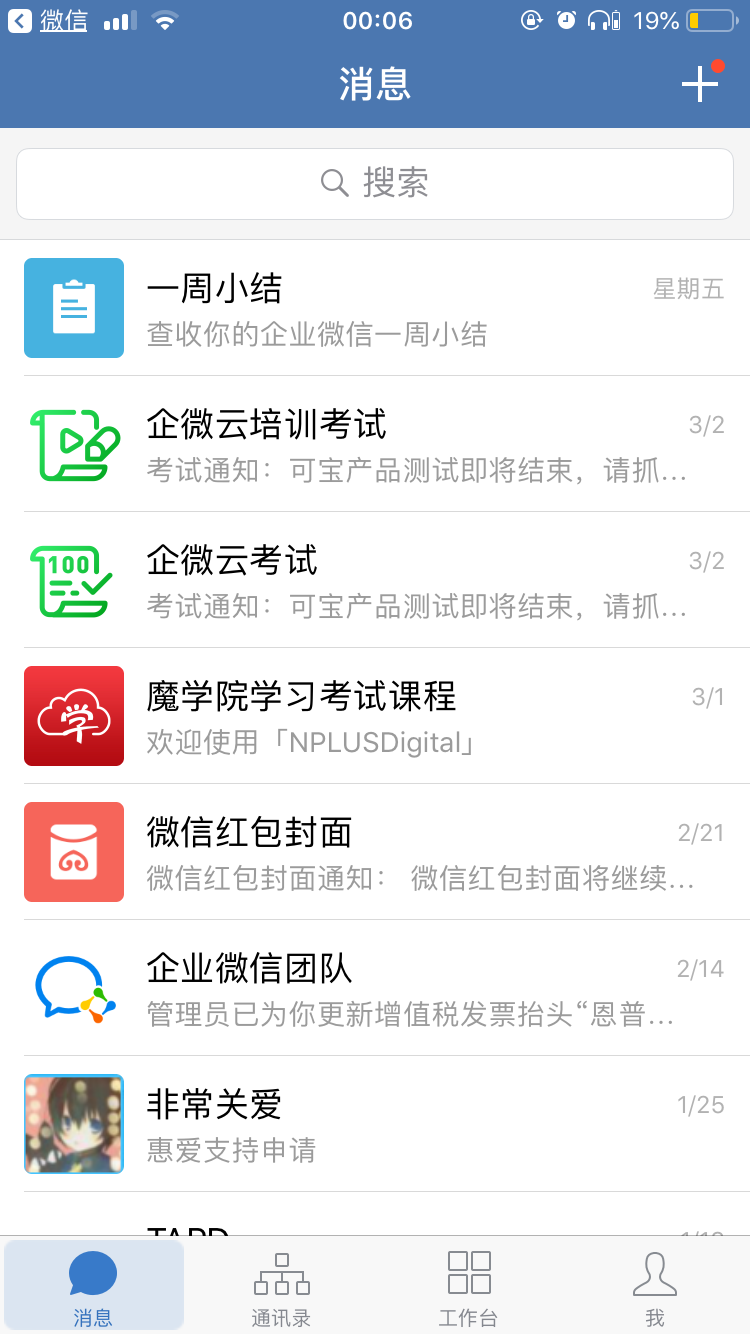 微信
00:06
19%
消息
搜索
一周小结
星期五
查收你的企业微信一周小结
企微云培训考试
3/2
考试通知：可宝产品测试即将结束，请抓...
100
企微云考试
3/2
考试通知：可宝产品测试即将结束，请抓...
学
魔学院学习考试课程
3/1
欢迎使用「NPLUSDigital」
微信红包封面
2/21
微信红包封面通知： 微信红包封面将继续...
企业微信团队
2/14
管理员已为你更新增值税发票抬头“恩普...
非常关爱
1/25
惠爱支持申请
TAPD
消息
通讯录
工作台
我